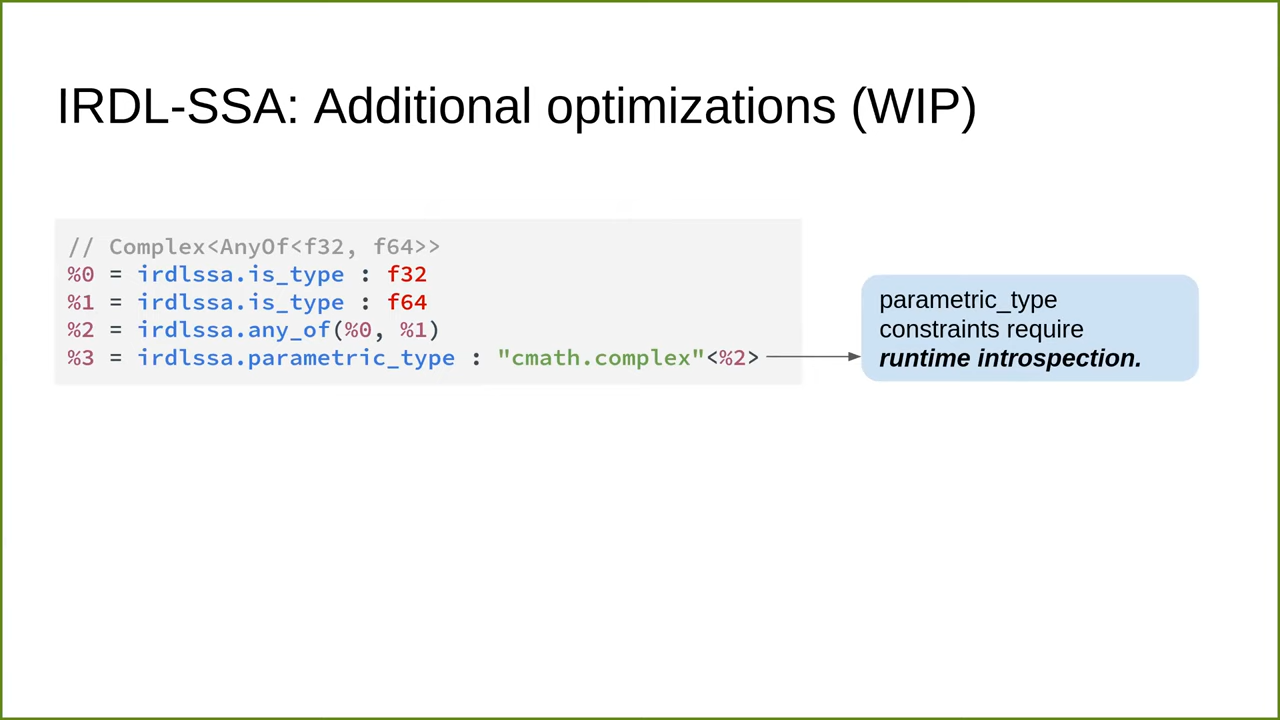 IRDL-SSA: Additional optimizations (WIP)
// Complex<AnyOf<f32, f64>>
%0 = irdlssa.is_type : f32
%1 = irdlssa.is_type : f64
%2 = irdlssa.any_of(%0, %1)
%3 = irdlssa.parametric_type : "cmath.complex"<%2>
parametric_type
constraints require
runtime introspection.